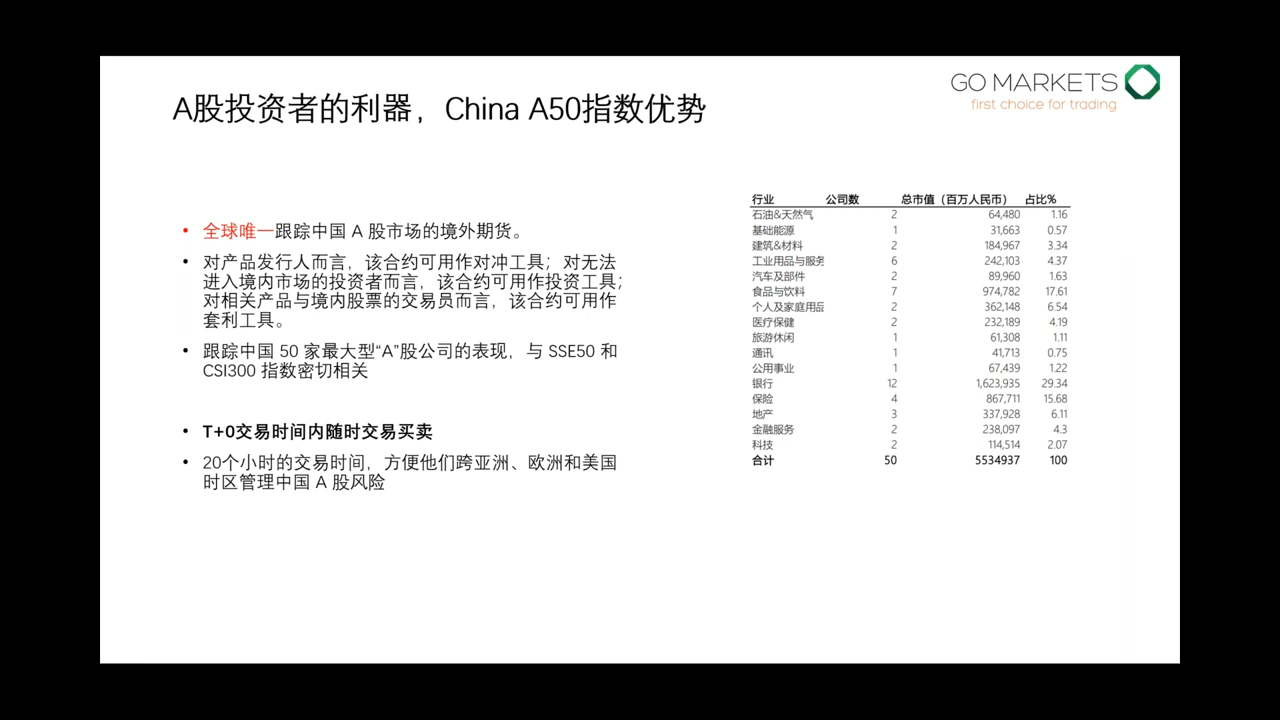 GO MARKETS
first choice for trading
A股投资者的利器，China A50指数优势
• 全球唯一跟踪中国 A 股市场的境外期货。
• 对产品发行人而言，该合约可用作对冲工具；对无法
进入境内市场的投资者而言，该合约可用作投资工具；
对相关产品与境内股票的交易员而言，该合约可用作
套利工具。
• 跟踪中国 50 家最大型“A”股公司的表现，与 SSE50 和
CSI300 指数密切相关
• T+0交易时间内随时交易买卖
• 20个小时的交易时间，方便他们跨亚洲、欧洲和美国
时区管理中国 A 股风险
行业 公司数 总市值（百万人民币） 占比%
石油&天然气 2 64,480 1.16
基础能源 1 31,663 0.57
建筑&材料 2 184,967 3.34
工业用品与服务 6 242,103 4.37
汽车及部件 2 89,960 1.63
食品与饮料 7 974,782 17.61
个人及家庭用品 2 362,148 6.54
医疗保健 2 232,189 4.19
旅游休闲 1 61,308 1.11
通讯 1 41,713 0.75
公用事业 1 67,439 1.22
银行 12 1,623,935 29.34
保险 4 867,711 15.68
地产 3 337,928 6.11
金融服务 2 238,097 4.3
科技 2 114,514 2.07
合计 50 5534937 100